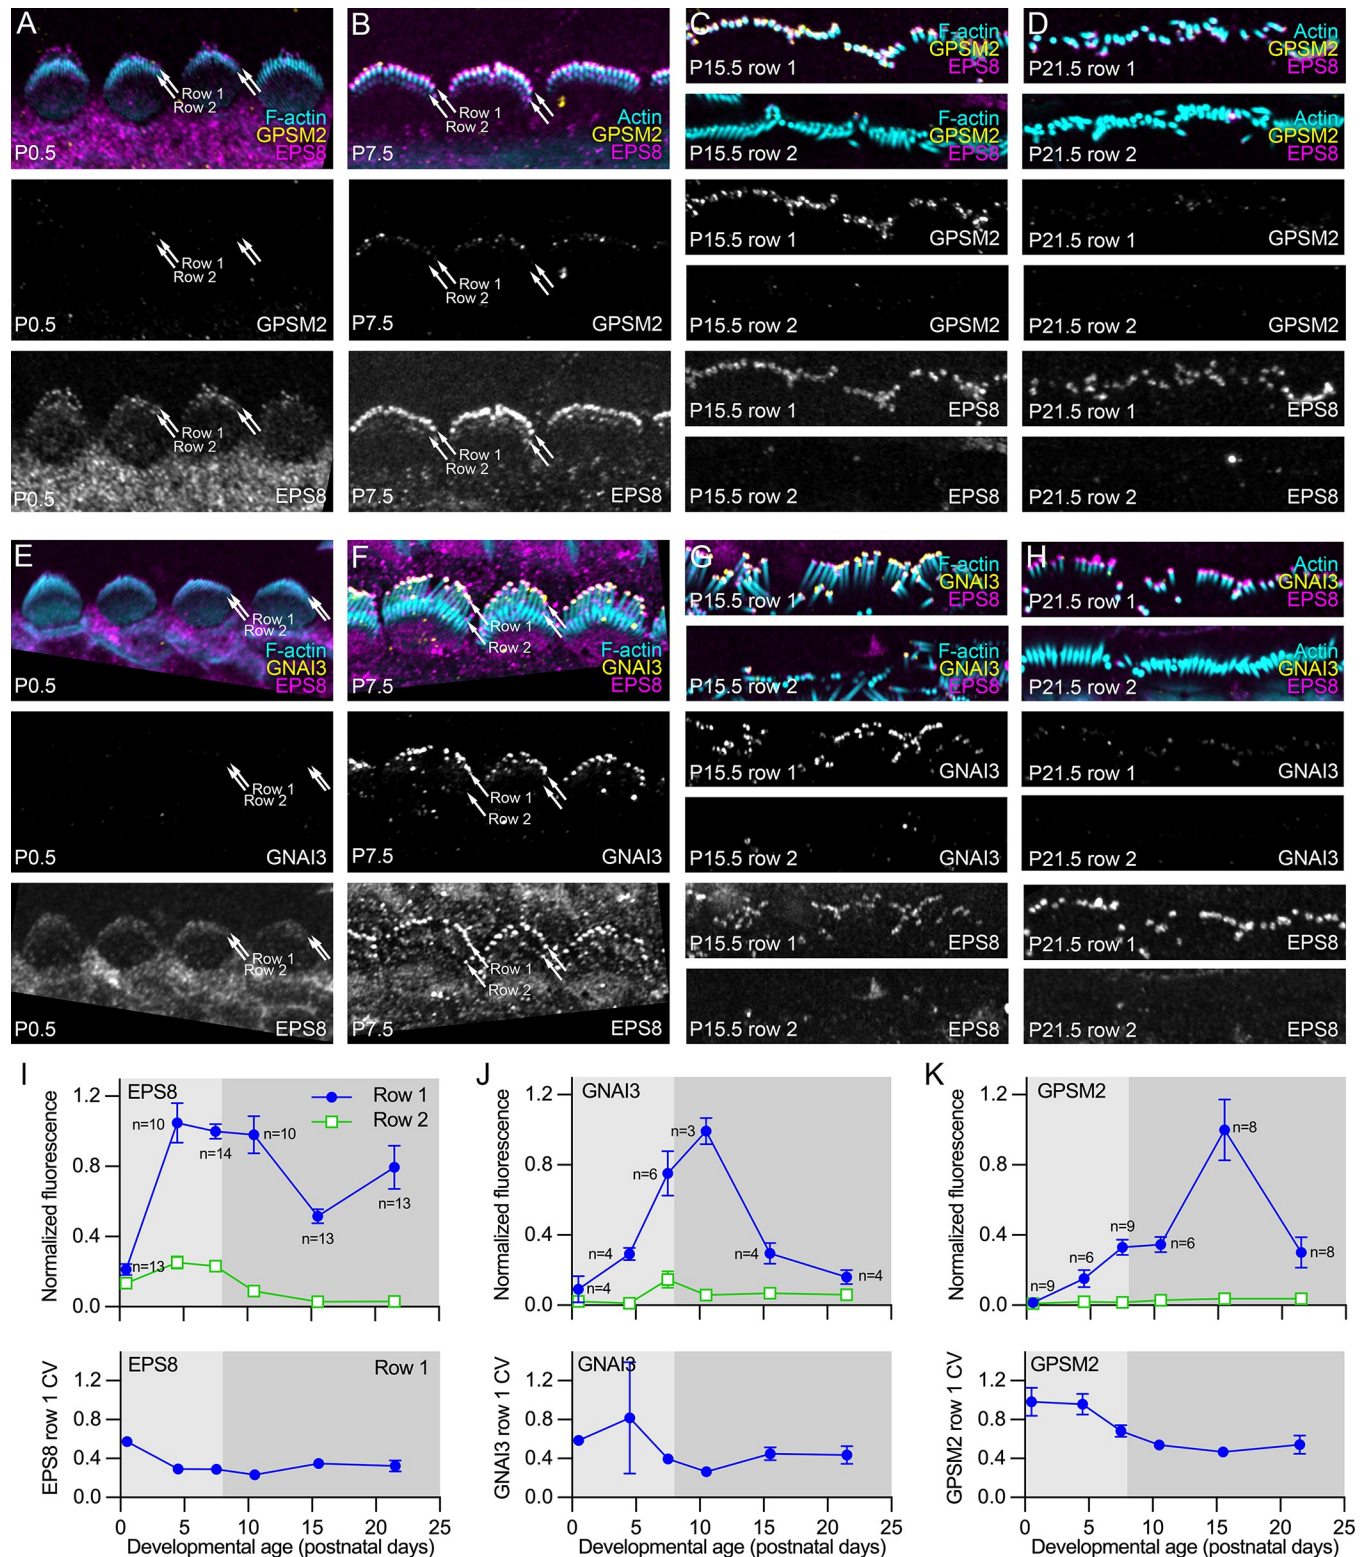 A
Row 1
Row 2
F-actin
GPSM2
P0.5
EPS8
B
Row 1
Row 2
Actin
GPSM2
P7.5
EPS8
C
F-actin
GPSM2
P15.5 row 1
EPS8
F-actin
GPSM2
P15.5 row 2
EPS8
D
Actin
GPSM2
P21.5 row 1
EPS8
Actin
GPSM2
P21.5 row 2
EPS8
Row 1
Row 2
P0.5
GPSM2
Row 1
Row 2
P7.5
GPSM2
P15.5 row 1
GPSM2
P15.5 row 2
GPSM2
P21.5 row 1
GPSM2
P21.5 row 2
GPSM2
Row 1
Row 2
P0.5
EPS8
Row 1
Row 2
P7.5
EPS8
P15.5 row 1
EPS8
P15.5 row 2
EPS8
P21.5 row 1
EPS8
P21.5 row 2
EPS8
E
Row 1
Row 2
F-actin
GNAI3
P0.5
EPS8
F
Row 1
Row 2
F-actin
GNAI3
P7.5
EPS8
G
F-actin
GNAI3
P15.5 row 1
EPS8
F-actin
GNAI3
P15.5 row 2
EPS8
H
Actin
GNAI3
P21.5 row 1
EPS8
Actin
GNAI3
P21.5 row 2
EPS8
Row 1
Row 2
P0.5
GNAI3
Row 1
Row 2
P7.5
GNAI3
P15.5 row 1
GNAI3
P15.5 row 2
GNAI3
P21.5 row 1
GNAI3
P21.5 row 2
GNAI3
Row 1
Row 2
P0.5
EPS8
Row 1
Row 2
P7.5
EPS8
P15.5 row 1
EPS8
P15.5 row 2
EPS8
P21.5 row 1
EPS8
P21.5 row 2
EPS8
I
EPS8
Row 1
Row 2
Normalized fluorescence
1.2
0.8
0.4
0.0
n=13
n=10
n=14
n=10
n=13
n=13
J
GNAI3
Normalized fluorescence
1.2
0.8
0.4
0.0
n=4
n=4
n=6
n=3
n=4
n=4
K
GPSM2
Normalized fluorescence
1.2
0.8
0.4
0.0
n=9
n=6
n=9
n=6
n=8
n=8
EPS8
Row 1
EPS8 row 1 CV
1.2
0.8
0.4
0.0
0 5 10 15 20 25
Developmental age (postnatal days)
GNAI3
GNAI3 row 1 CV
1.2
0.8
0.4
0.0
0 5 10 15 20 25
Developmental age (postnatal days)
GPSM2
GPSM2 row 1 CV
1.2
0.8
0.4
0.0
0 5 10 15 20 25
Developmental age (postnatal days)